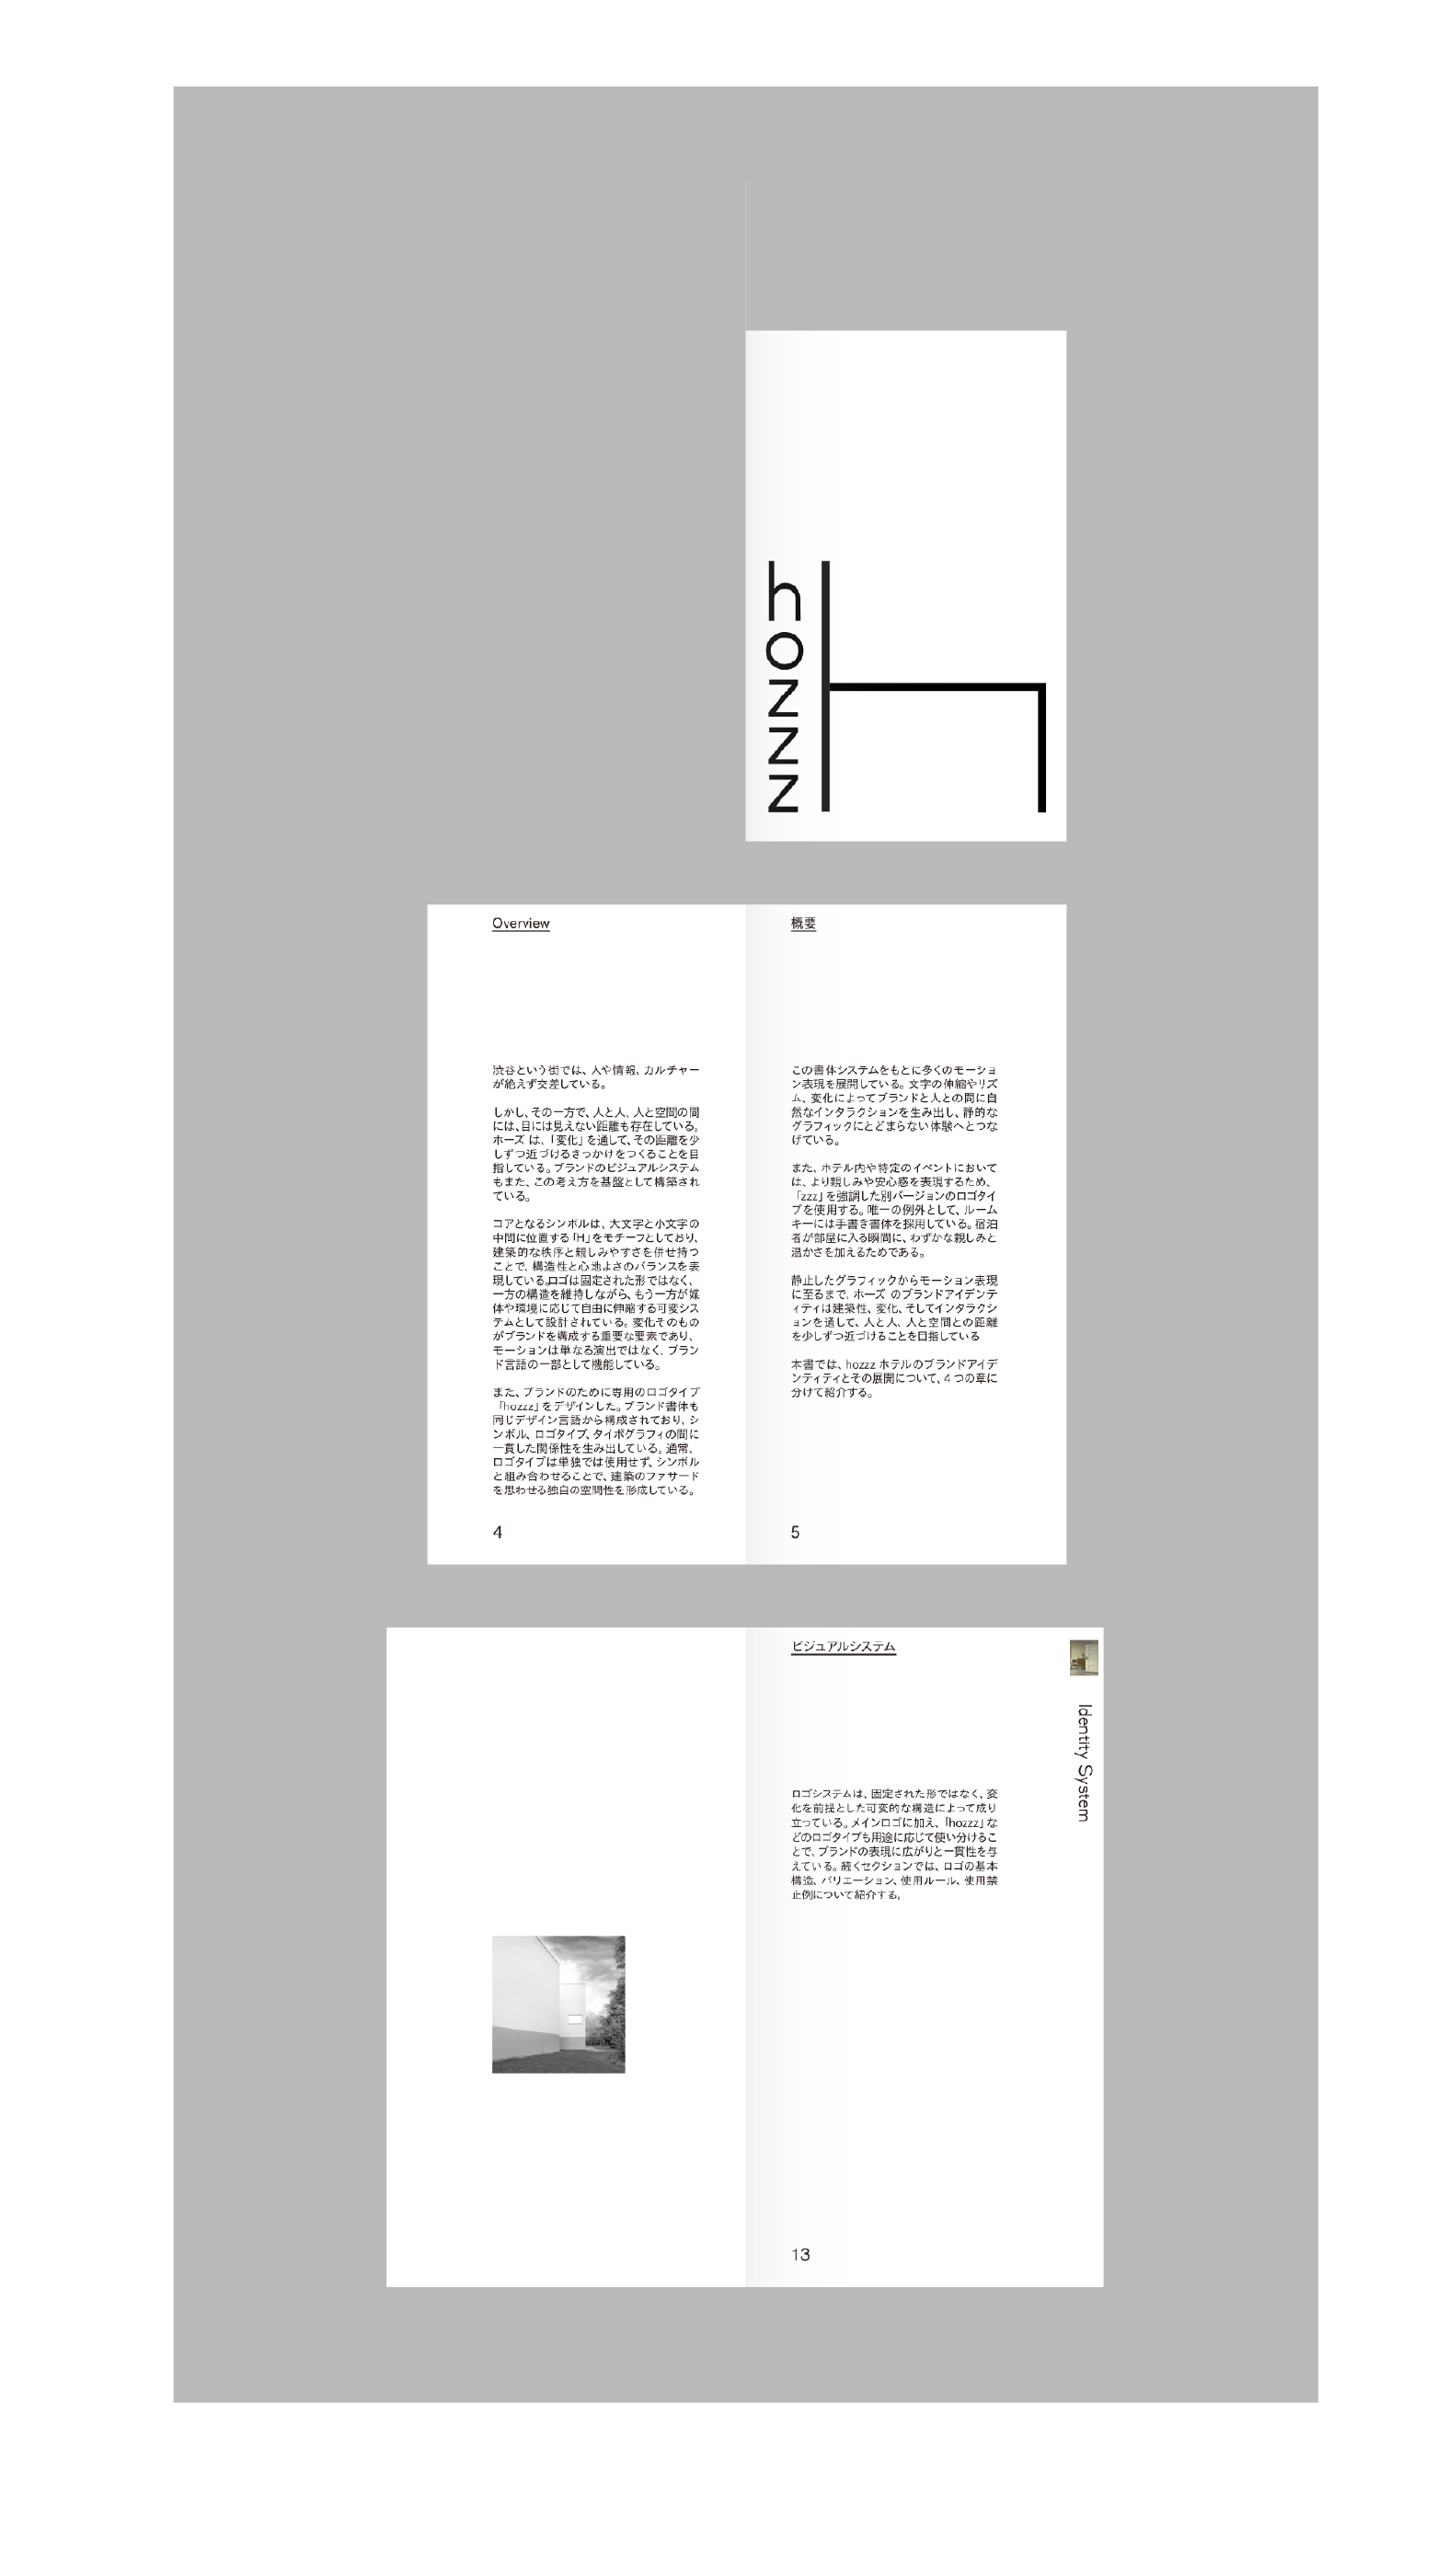 hozzz
Overview
渋谷という街では、人や情報、カルチャー
が絶えず交差している。
しかし、その一方で、人と人、人と空間の間
には、目には見えない距離も存在している。
ホーズ は、「変化」を通して、その距離を少
しずつ近づけるきっかけをつくることを目
指している。ブランドのビジュアルシステム
もまた、この考え方を基盤として構築され
ている。
コアとなるシンボルは、大文字と小文字の
中間に位置する「H」をモチーフとしており、
建築的な秩序と親しみやすさを併せ持つ
ことで、構造性と心地よさのバランスを表
現している。ロゴは固定された形ではなく、
一方の構造を維持しながら、もう一方が媒
体や環境に応じて自由に伸縮する可変シス
テムとして設計されている。変化そのもの
がブランドを構成する重要な要素であり、
モーションは単なる演出ではなく、ブラン
ド言語の一部として機能している。
また、ブランドのために専用のロゴタイプ
「hozzz」をデザインした。ブランド書体も
同じデザイン言語から構成されており、シ
ンボル、ロゴタイプ、タイポグラフィの間に
一貫した関係性を生み出している。通常、
ロゴタイプは単独では使用せず、シンボル
と組み合わせることで、建築のファサード
を思わせる独自の空間性を形成している。
4
概要
この書体システムをもとに多くのモーショ
ン表現を展開している。文字の伸縮やリズ
ム、変化によってブランドと人との間に自
然なインタラクションを生み出し、静的な
グラフィックにとどまらない体験へとつな
げている。
また、ホテル内や特定のイベントにおいて
は、より親しみや安心感を表現するため、
「zzz」を強調した別バージョンのロゴタイ
プを使用する。唯一の例外として、ルーム
キーには手書き書体を採用している。宿泊
者が部屋に入る瞬間に、わずかな親しみと
温かさを加えるためである。
静止したグラフィックからモーション表現
に至るまで、ホーズ のブランドアイデンテ
ィティは建築性、変化、そしてインタラクシ
ョンを通して、人と人、人と空間との距離
を少しずつ近づけることを目指している
本書では、hozzz ホテルのブランドアイデ
ンティティとその展開について、4 つの章に
分けて紹介する。
5
ビジュアルシステム
Identity System
ロゴシステムは、固定された形ではなく、変
化を前提とした可変的な構造によって成り
立っている。メインロゴに加え、「hozzz」な
どのロゴタイプも用途に応じて使い分けるこ
とで、ブランドの表現に広がりと一貫性を与
えている。続くセクションでは、ロゴの基本
構造、バリエーション、使用ルール、使用禁
止例について紹介する。
13